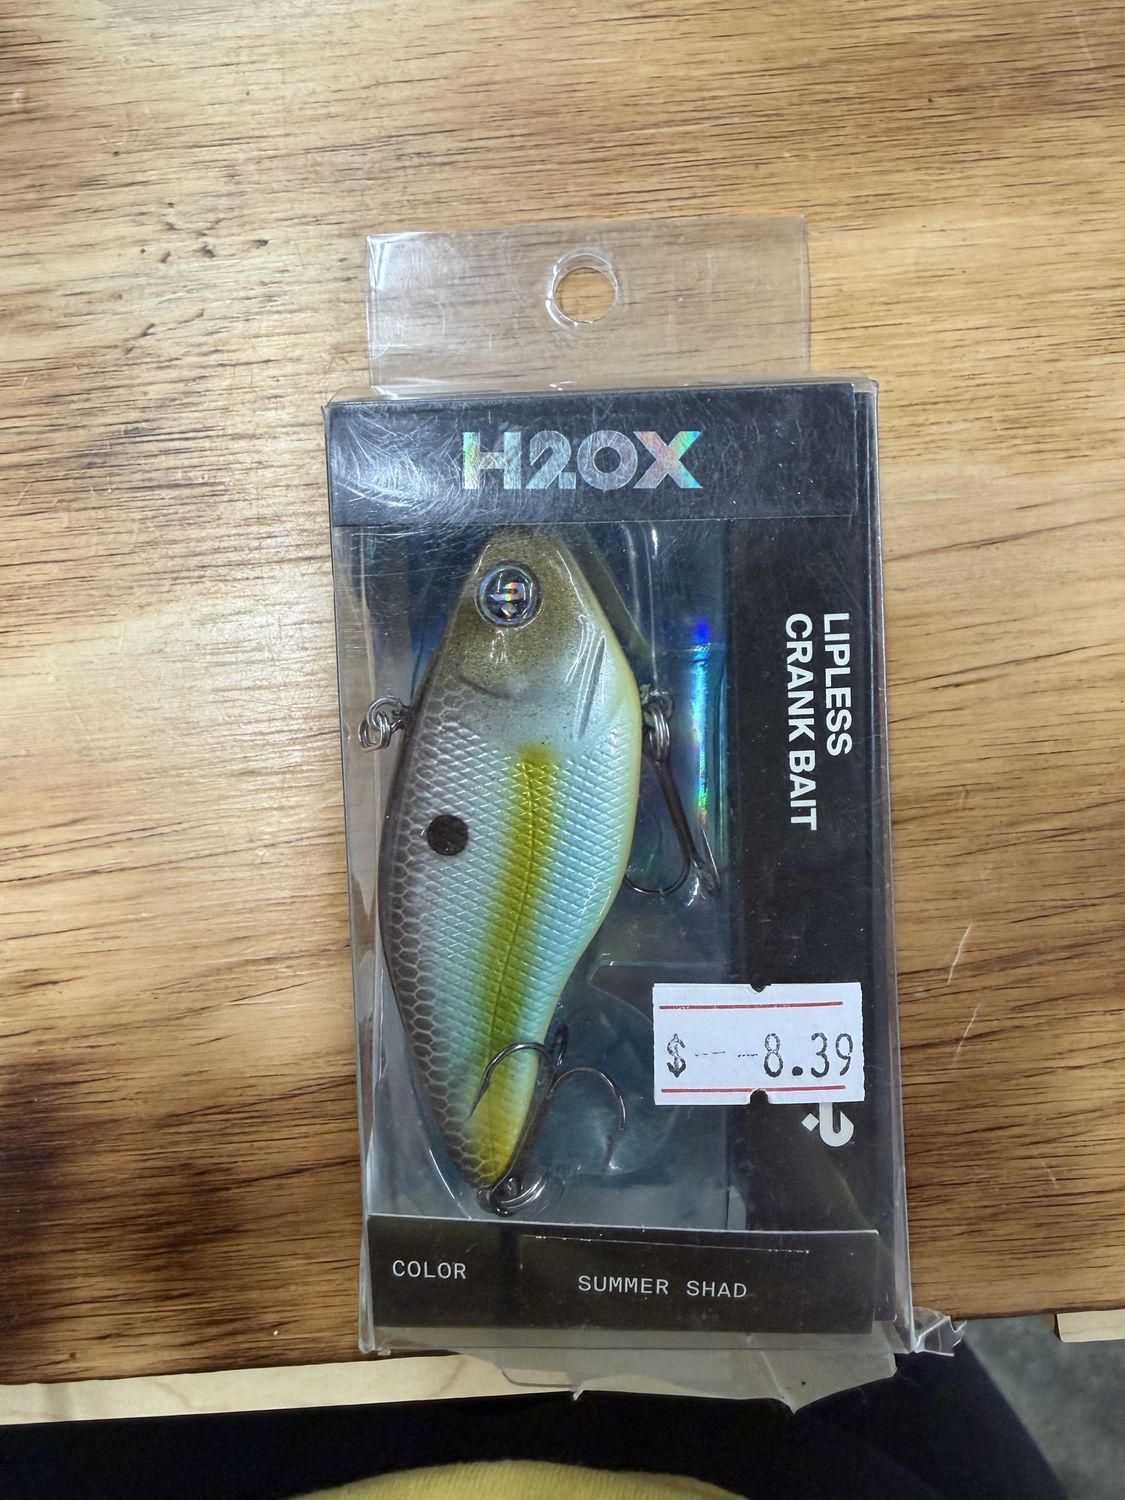 H2OX
LIPLESS
CRANK BAIT
$ 8.39
COLOR
SUMMER SHAD